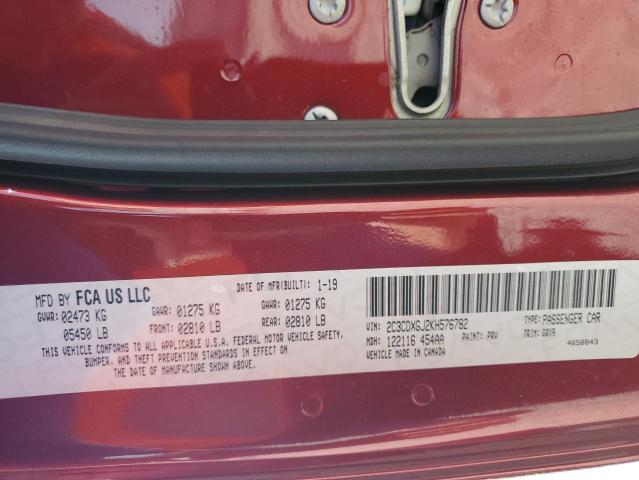 MFD BY FCA US LLC
DATE OF MFR(BUILT): 1-19
GVWR: 02473 KG GAWR: 01275 KG GAWR: 01275 KG
05450 LB FRONT: 02810 LB REAR: 02810 LB
THIS VEHICLE CONFORMS TO ALL APPLICABLE U.S.A. FEDERAL MOTOR VEHICLE SAFETY,
BUMPER, AND THEFT PREVENTION STANDARDS IN EFFECT ON
THE DATE OF MANUFACTURE SHOWN ABOVE.
VIN: 2C3CDXGJ2KH576782 TYPE: PASSENGER CAR
MDH: 122116 454AA PAINT: PRV TRIM: G0X9
VEHICLE MADE IN CANADA 4658843